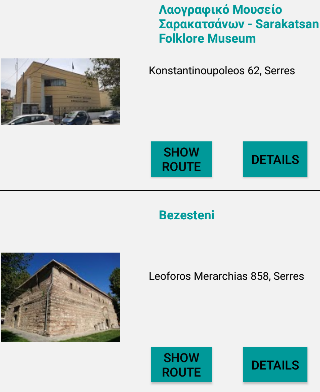 Λαογραφικό Μουσείο
Σαρακατσάνων - Sarakatsan
Folklore Museum
Konstantinoupoleos 62, Serres
SHOW
ROUTE
DETAILS
Bezesteni
Leoforos Merarchias 858, Serres
SHOW
ROUTE
DETAILS